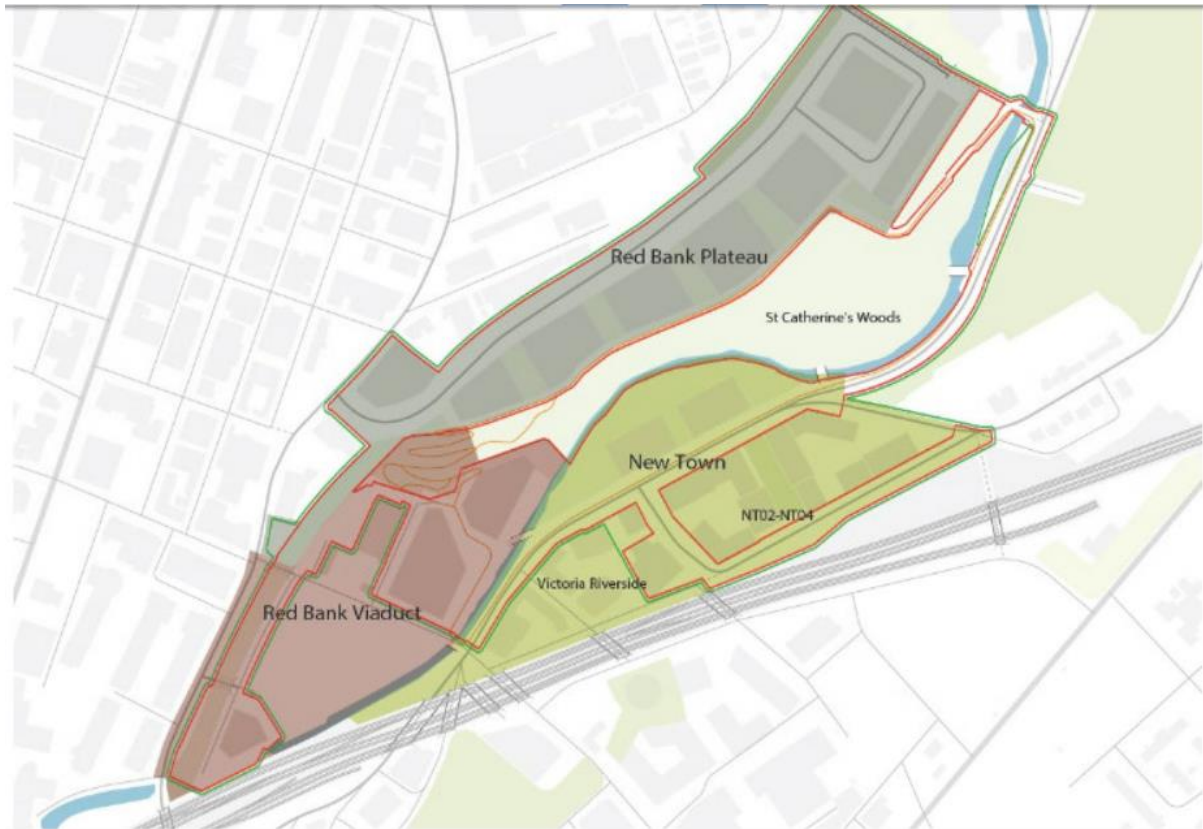 Red Bank Plateau
St Catherine's Woods
New Town
NT02-NT04
Victoria Riverside
Red Bank Viaduct